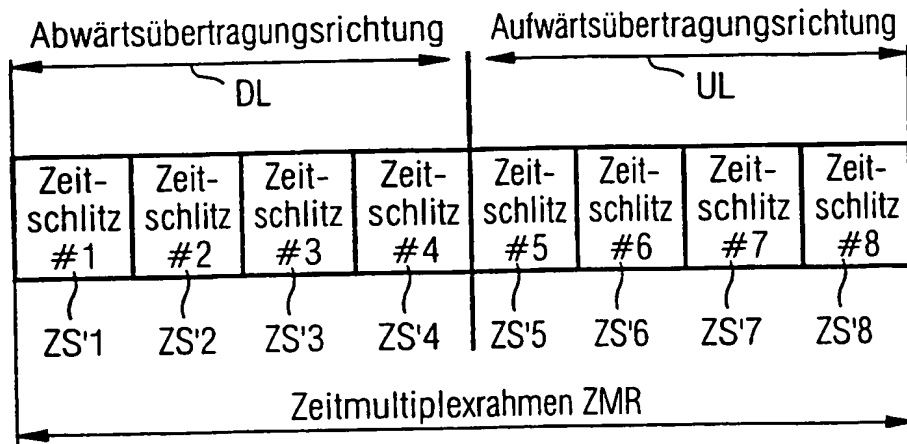 Abwärtsübertragungsrichtung Aufwärtsübertragungsrichtung
DL UL
Zeit- Zeit- Zeit- Zeit- Zeit- Zeit- Zeit- Zeit-
schlitz schlitz schlitz schlitz schlitz schlitz schlitz schlitz
#1 #2 #3 #4 #5 #6 #7 #8
ZS'1 ZS'2 ZS'3 ZS'4 ZS'5 ZS'6 ZS'7 ZS'8
Zeitmultiplexrahmen ZMR